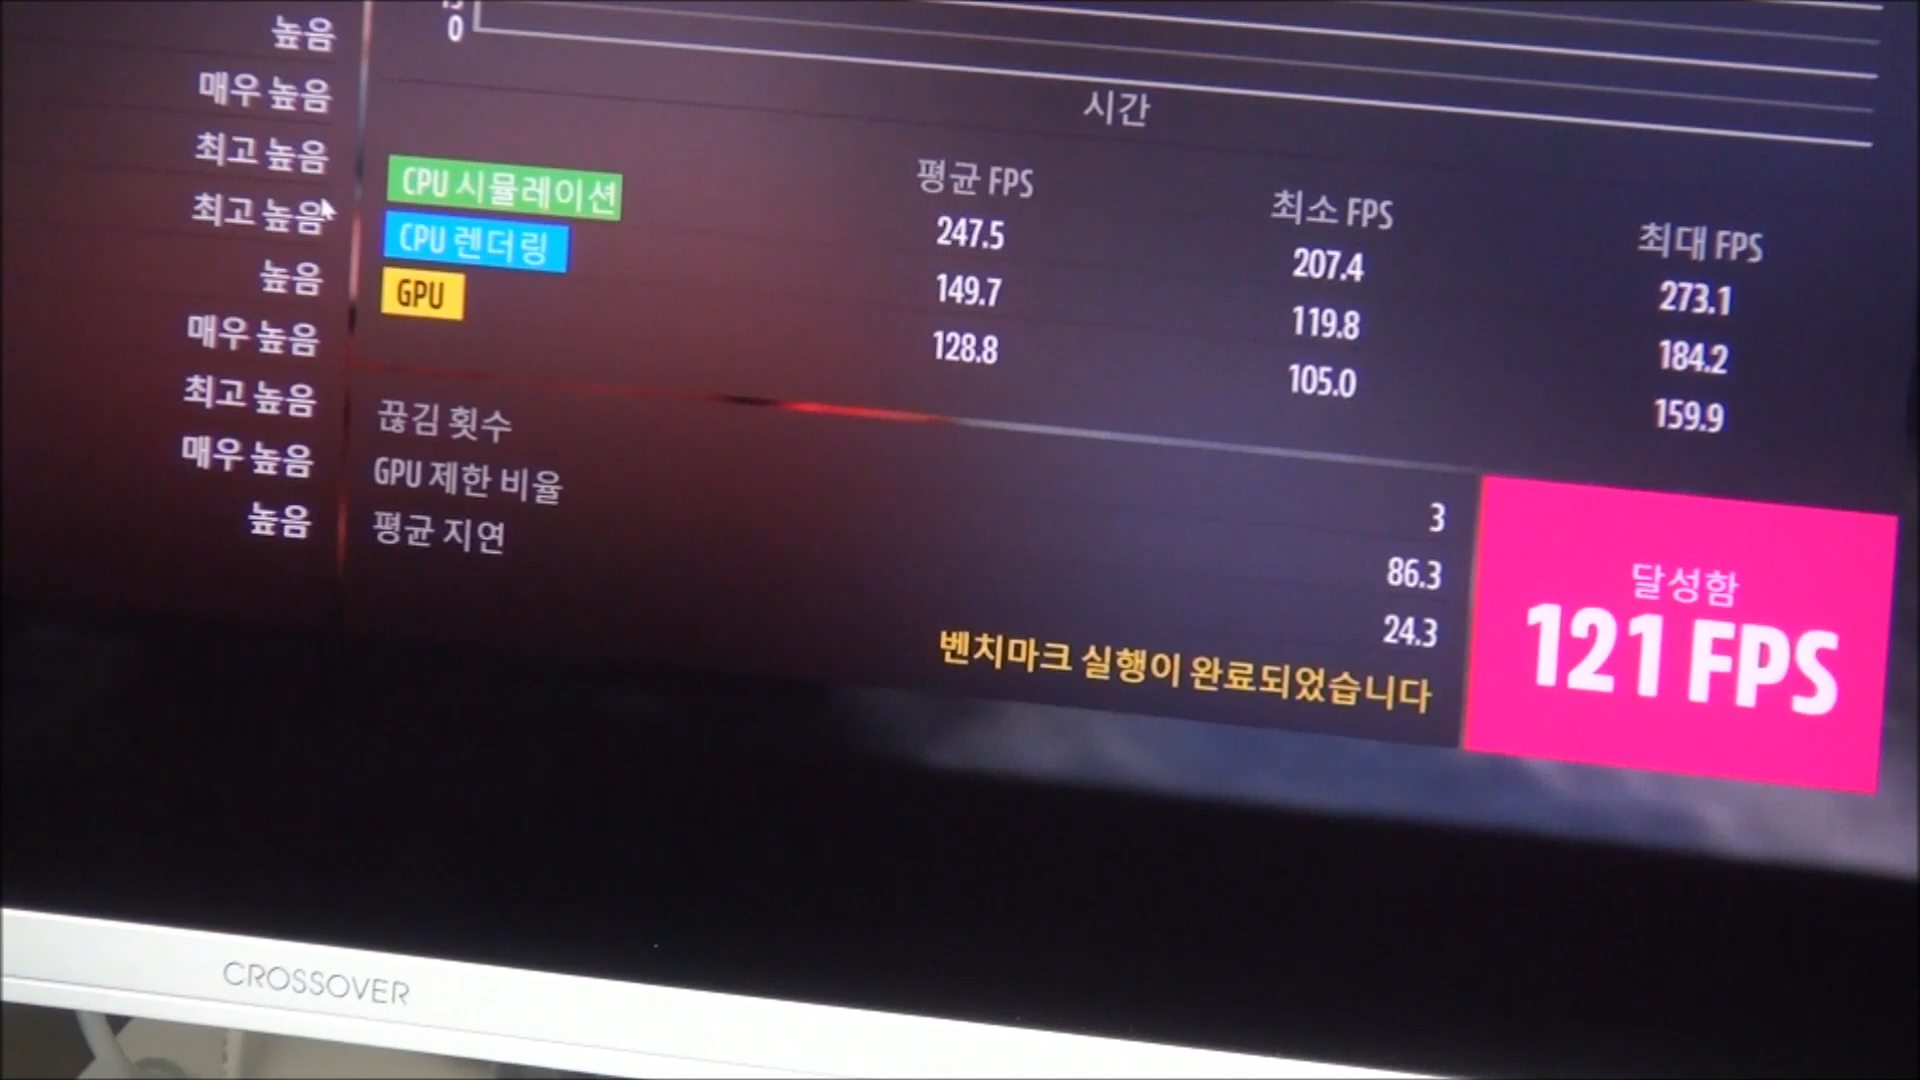 높음
매우 높음
최고 높음
최고 높음
높음
매우 높음
최고 높음
매우 높음
높음
0
시간
평균 FPS 최소 FPS 최대 FPS
CPU 시뮬레이션 247.5 207.4 273.1
CPU 렌더링 149.7 119.8 184.2
GPU 128.8 105.0 159.9
끊김 횟수 3
GPU 제한 비율 86.3
평균 지연 24.3
벤치마크 실행이 완료되었습니다
달성함
121 FPS
CROSSOVER